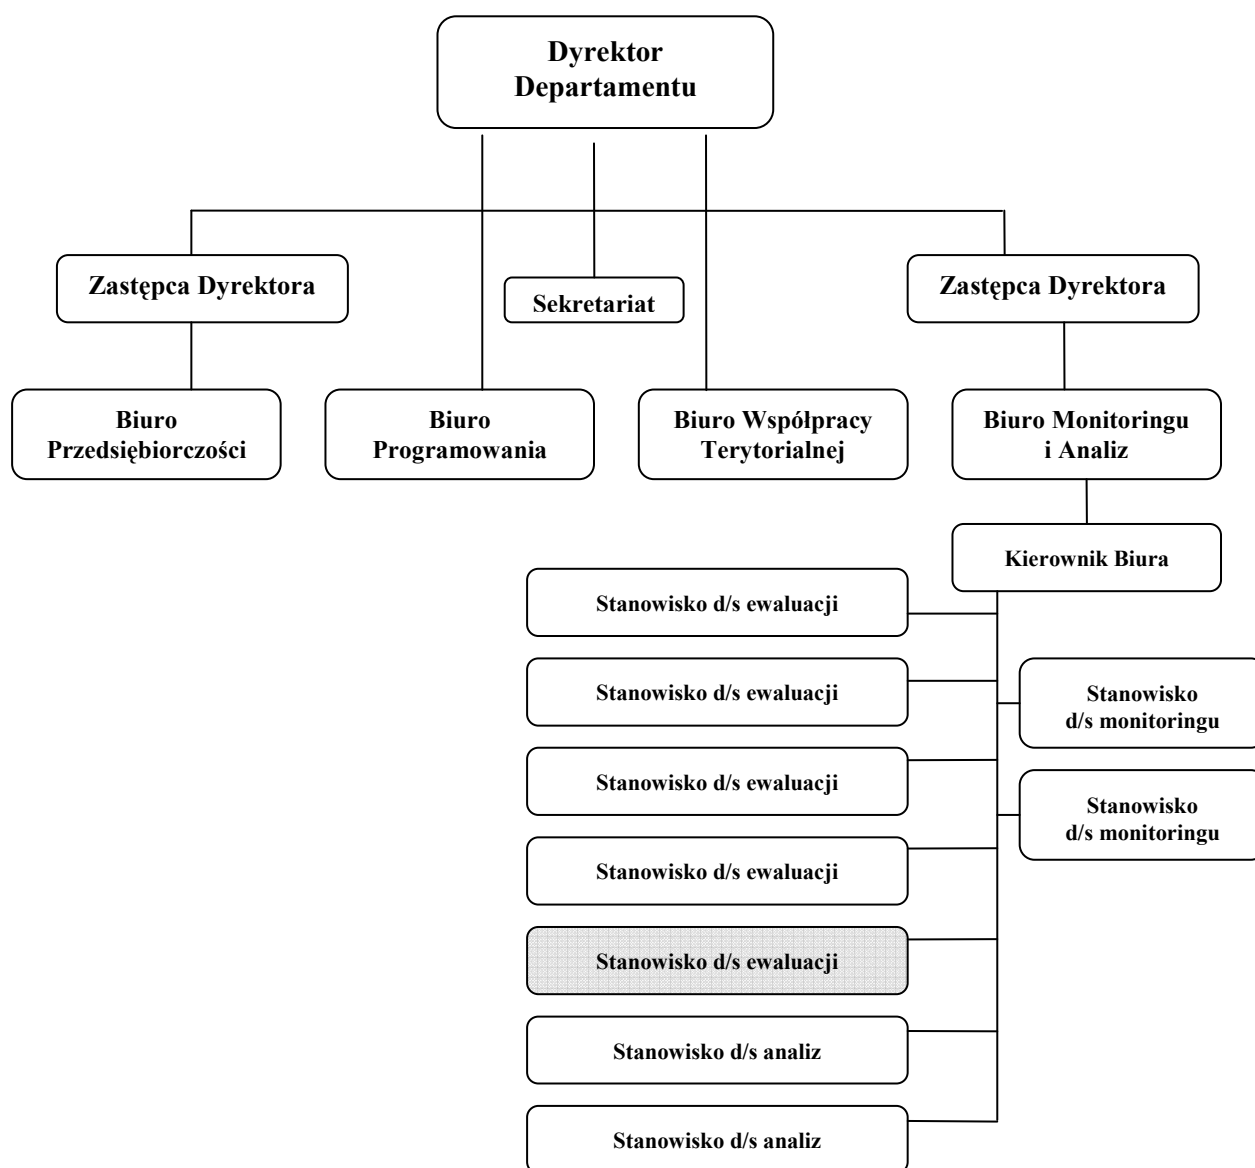 Dyrektor
Departamentu
Zastępca Dyrektora
Sekretariat
Zastępca Dyrektora
Biuro
Przedsiębiorczości
Biuro
Programowania
Biuro Współpracy
Terytorialnej
Biuro Monitoringu
i Analiz
Kierownik Biura
Stanowisko d/s ewaluacji
Stanowisko d/s ewaluacji
Stanowisko
d/s monitoringu
Stanowisko d/s ewaluacji
Stanowisko
d/s monitoringu
Stanowisko d/s ewaluacji
Stanowisko d/s ewaluacji
Stanowisko d/s analiz
Stanowisko d/s analiz